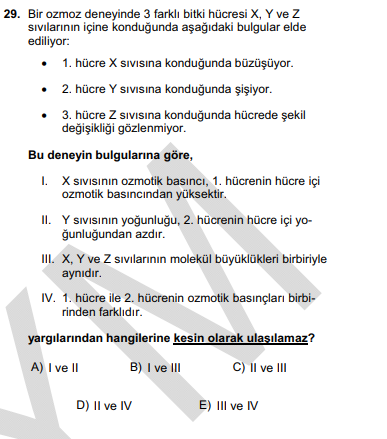 29. Bir ozmoz deneyinde 3 farklı bitki hücresi X, Y ve Z
sıvılarının içine konduğunda aşağıdaki bulgular elde
ediliyor:
• 1. hücre X sıvısına konduğunda büzüşüyor.
• 2. hücre Y sıvısına konduğunda şişiyor.
• 3. hücre Z sıvısına konduğunda hücrede şekil
değişikliği gözlenmiyor.
Bu deneyin bulgularına göre,
I. X sıvısının ozmotik basıncı, 1. hücrenin hücre içi
ozmotik basıncından yüksektir.
II. Y sıvısının yoğunluğu, 2. hücrenin hücre içi yo-
ğunluğundan azdır.
III. X, Y ve Z sıvılarının molekül büyüklükleri birbiriyle
aynıdır.
IV. 1. hücre ile 2. hücrenin ozmotik basınçları birbi-
rinden farklıdır.
yargılarından hangilerine kesin olarak ulaşılamaz?
A) I ve II B) I ve III C) II ve III
D) II ve IV E) III ve IV
YM